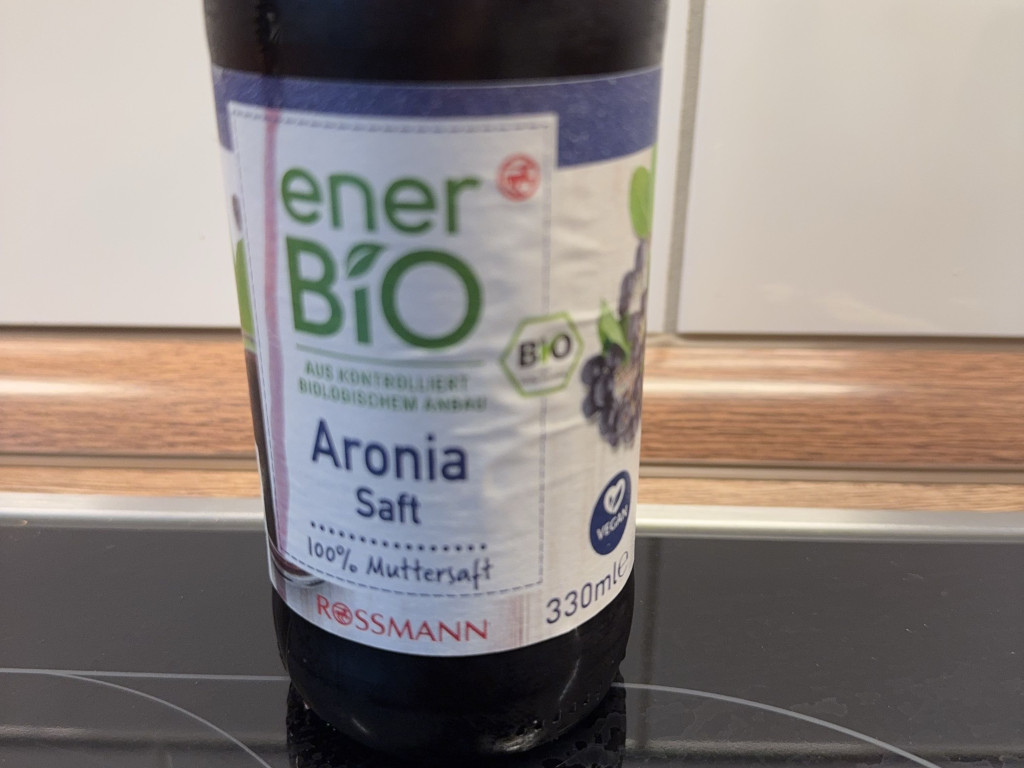 ener
BIO
AUS KONTROLLIERT
BIOLOGISCHEM ANBAU
BIO
Aronia
Saft
100% Muttersaft
VEGAN
330ml e
ROSSMANN